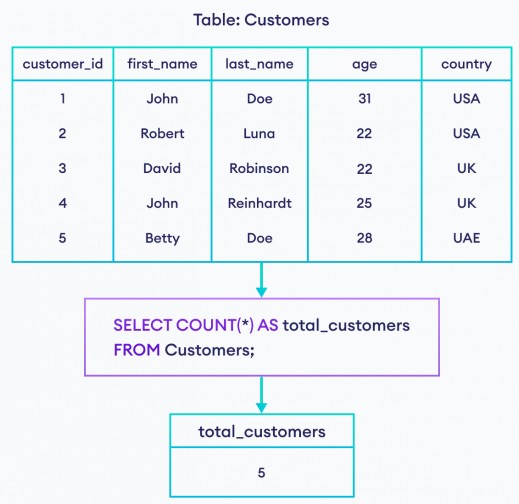 Table: Customers
customer_id first_name last_name age country
1 John Doe 31 USA
2 Robert Luna 22 USA
3 David Robinson 22 UK
4 John Reinhardt 25 UK
5 Betty Doe 28 UAE
SELECT COUNT(*) AS total_customers
FROM Customers;
total_customers
5